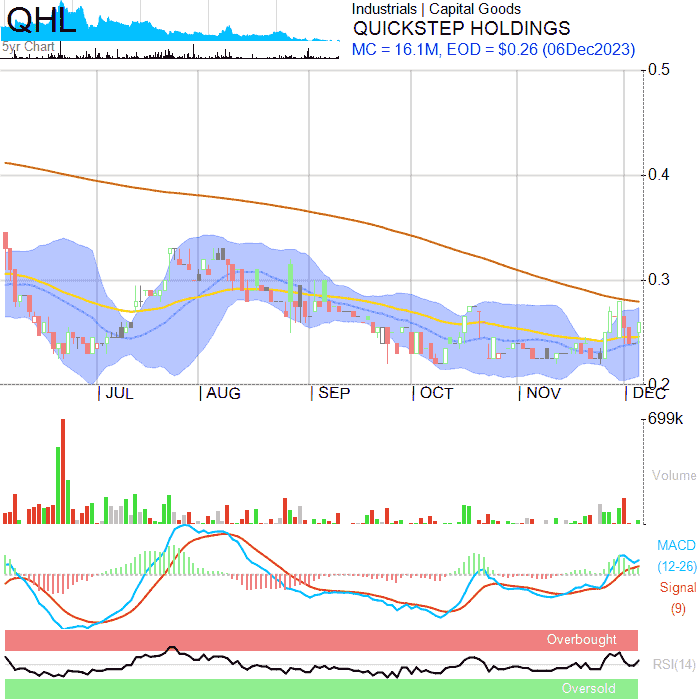 QHL
5yr Chart
Industrials | Capital Goods
QUICKSTEP HOLDINGS
MC = 16.1M, EOD = $0.26 (06Dec2023)
0.5
0.4
0.3
0.2
JUL AUG SEP OCT NOV DEC
699k
Volume
MACD
(12-26)
Signal
(9)
Overbought
RSI(14)
Oversold